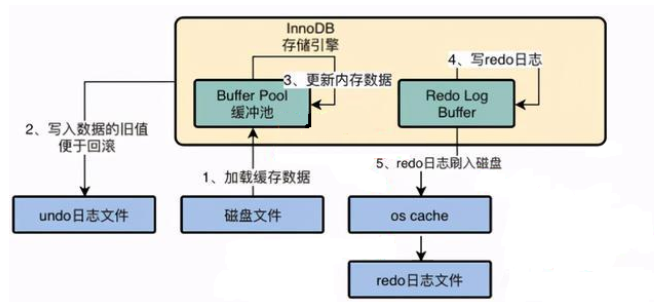 InnoDB
存储引擎
4、写redo日志
3、更新内存数据
Buffer Pool
缓冲池
Redo Log
Buffer
2、写入数据的旧值
便于回滚
1、加载缓存数据
5、redo日志刷入磁盘
undo日志文件
磁盘文件
os cache
redo日志文件